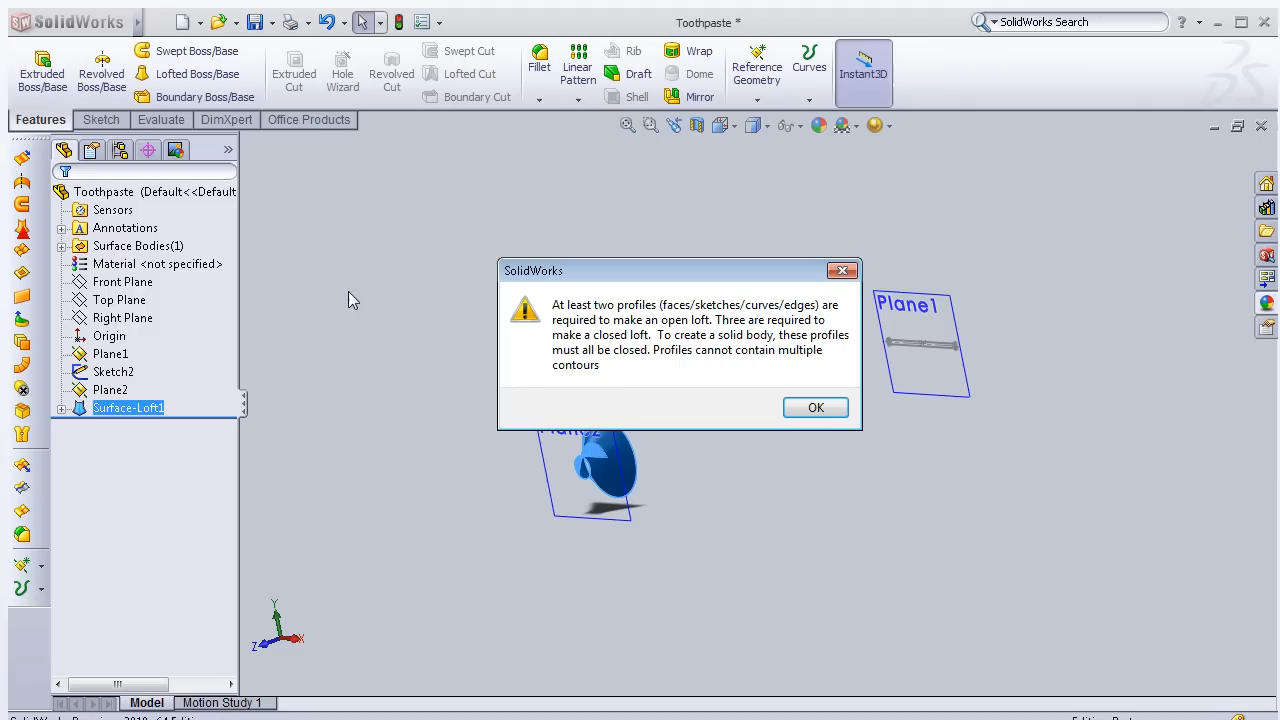 SolidWorks
Toothpaste *
SolidWorks Search
Extruded Boss/Base
Revolved Boss/Base
Swept Boss/Base
Lofted Boss/Base
Boundary Boss/Base
Extruded Cut
Hole Wizard
Revolved Cut
Swept Cut
Lofted Cut
Boundary Cut
Fillet
Linear Pattern
Rib
Draft
Shell
Wrap
Dome
Mirror
Reference Geometry
Curves
Instant3D
Features
Sketch
Evaluate
DimXpert
Office Products
Toothpaste (Default<<Default
Sensors
Annotations
Surface Bodies(1)
Material <not specified>
Front Plane
Top Plane
Right Plane
Origin
Plane1
Sketch2
Plane2
Surface-Loft1
SolidWorks
At least two profiles (faces/sketches/curves/edges) are
required to make an open loft. Three are required to
make a closed loft. To create a solid body, these profiles
must all be closed. Profiles cannot contain multiple
contours
OK
Plane1
Y
Z
X
Model
Motion Study 1